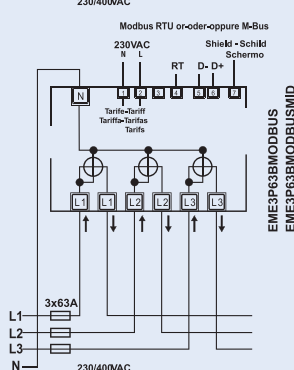 230/400VAC
Modbus RTU or-oder-oppure M-Bus
230VAC
N L
Shield - Schild
Schermo
RT D- D+
N 1 2 3 4 5 6 7
Tarife-Tariff
Tariffa-Tarifas
Tarifs
L1 L1 L2 L2 L3 L3
EME3P63BMODBUS
EME3P63BMODBUSMID
3x63A
L1
L2
L3
N
230/400VAC